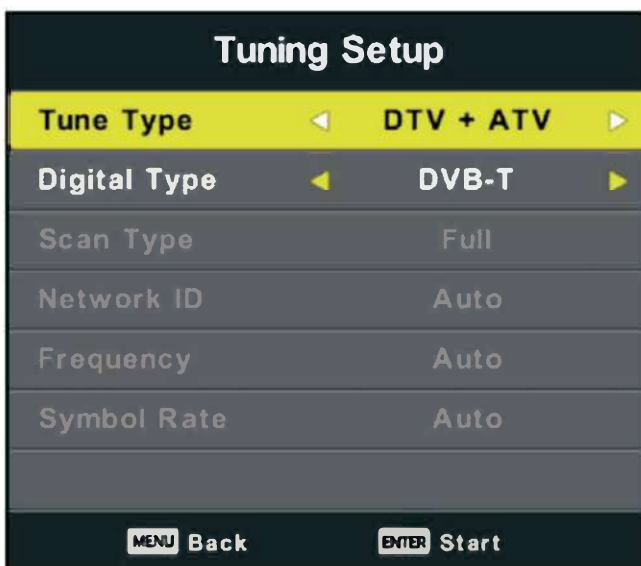 Tuning Setup
Tune Type DTV + ATV
Digital Type DVB-T
Scan Type Full
Network ID Auto
Frequency Auto
Symbol Rate Auto
MENU Back ENTER Start